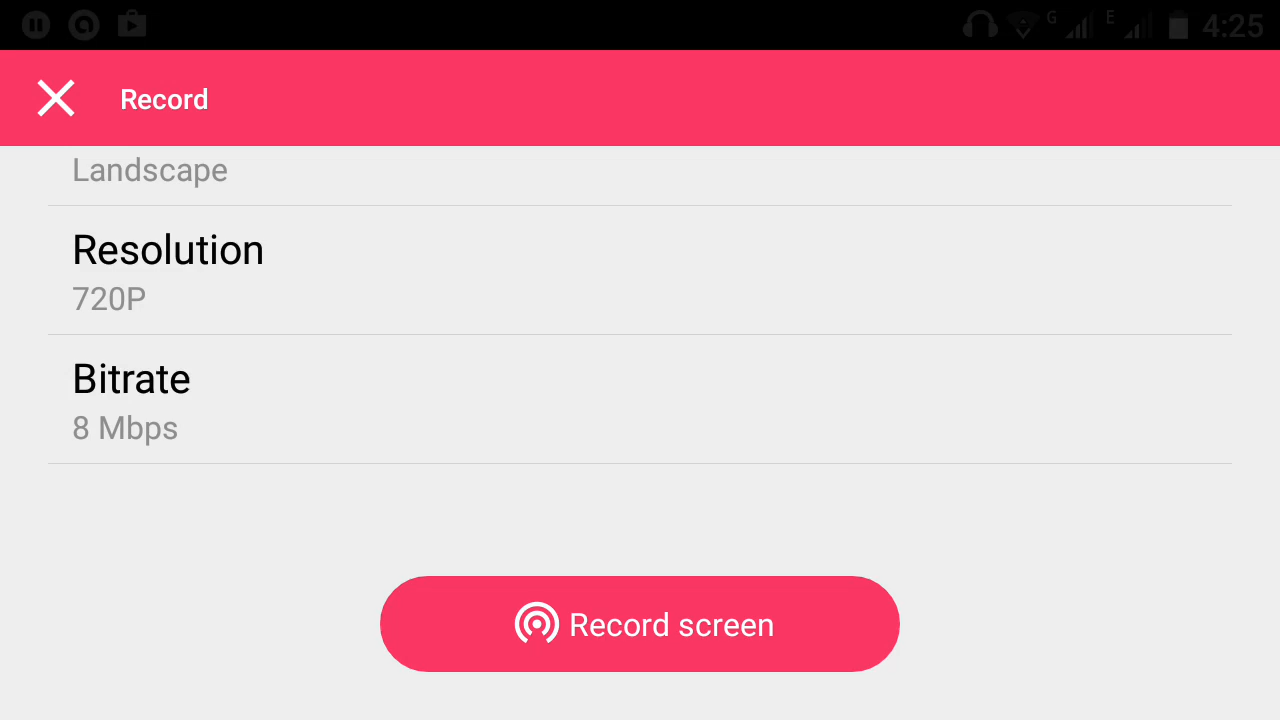 G E 4:25
Record
Landscape
Resolution
720P
Bitrate
8 Mbps
Record screen